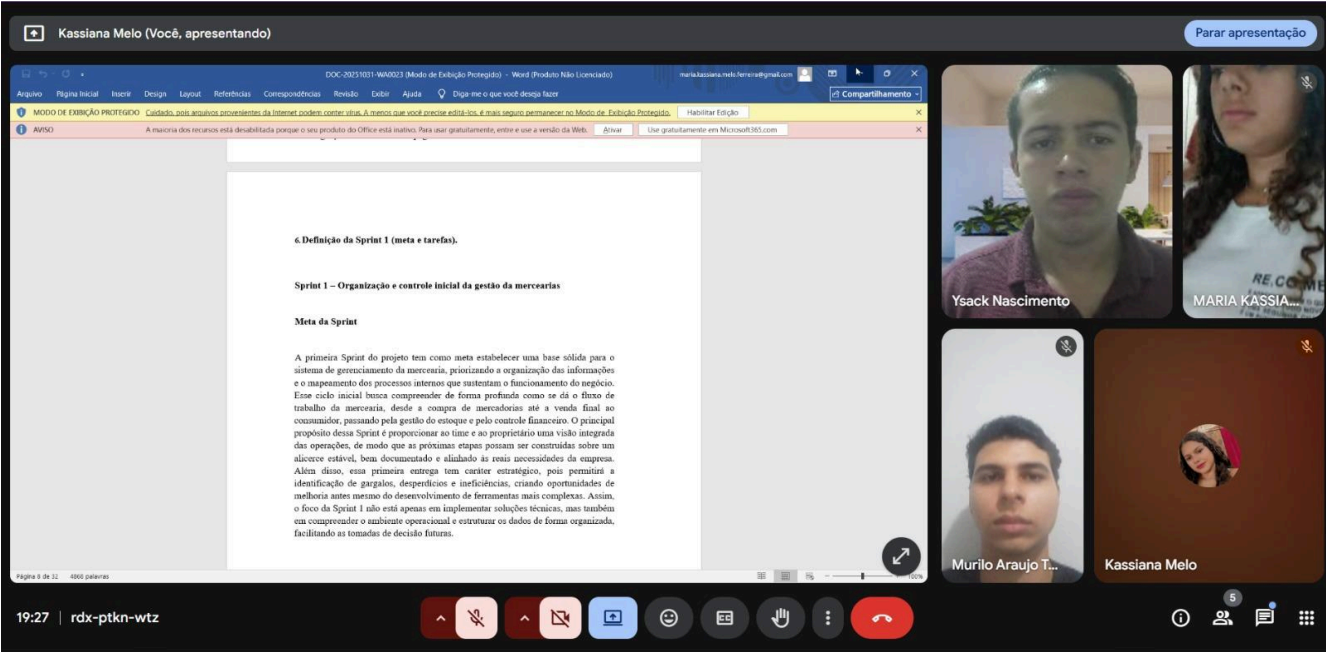 Kassiana Melo (Você, apresentando)
Parar apresentação
DOC-20251031-WA0023 (Modo de Exibição Protegido) - Word (Produto Não Licenciado)
maria.kassiana.melo.ferreira@gmail.com
Arquivo Página Inicial Inserir Design Layout Referências Correspondências Revisão Exibir Ajuda Diga-me o que você deseja fazer
Compartilhamento
MODO DE EXIBIÇÃO PROTEGIDO Cuidado, pois arquivos provenientes da Internet podem conter vírus. A menos que você precise editá-los, é mais seguro permanecer no Modo de Exibição Protegido. Habilitar Edição
AVISO A maioria dos recursos está desabilitada porque o seu produto do Office está inativo. Para usar gratuitamente, entre e use a versão da Web. Ativar Use gratuitamente em Microsoft365.com
6. Definição da Sprint 1 (meta e tarefas).
Sprint 1 – Organização e controle inicial da gestão da mercearias
Meta da Sprint
A primeira Sprint do projeto tem como meta estabelecer uma base sólida para o
sistema de gerenciamento da mercearia, priorizando a organização das informações
e o mapeamento dos processos internos que sustentam o funcionamento do negócio.
Esse ciclo inicial busca compreender de forma profunda como se dá o fluxo de
trabalho da mercearia, desde a compra de mercadorias até a venda final ao
consumidor, passando pela gestão do estoque e pelo controle financeiro. O principal
propósito dessa Sprint é proporcionar ao time e ao proprietário uma visão integrada
das operações, de modo que as próximas etapas possam ser construídas sobre um
alicerce estável, bem documentado e alinhado às reais necessidades da empresa.
Além disso, essa primeira entrega tem caráter estratégico, pois permitirá a
identificação de gargalos, desperdícios e ineficiências, criando oportunidades de
melhoria antes mesmo do desenvolvimento de ferramentas mais complexas. Assim,
o foco da Sprint 1 não está apenas em implementar soluções técnicas, mas também
em compreender o ambiente operacional e estruturar os dados de forma organizada,
facilitando as tomadas de decisão futuras.
Página 8 de 32 4868 palavras
100%
Ysack Nascimento
RE.COME
MARIA KASSIA...
Murilo Araujo T...
Kassiana Melo
19:27 | rdx-ptkn-wtz
5